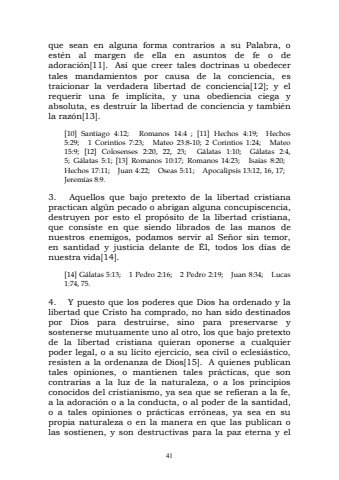 que sean en alguna forma contrarios a su Palabra, o
estén al margen de ella en asuntos de fe o de
adoración[11]. Así que creer tales doctrinas u obedecer
tales mandamientos por causa de la conciencia, es
traicionar la verdadera libertad de conciencia[12]; y el
requerir una fe implícita, y una obediencia ciega y
absoluta, es destruir la libertad de conciencia y también
la razón[13].
[10] Santiago 4:12; Romanos 14:4 ; [11] Hechos 4:19; Hechos
5:29; 1 Corintios 7:23; Mateo 23:8-10; 2 Corintios 1:24; Mateo
15:9; [12] Colosenses 2:20, 22, 23; Gálatas 1:10; Gálatas 2:4,
5; Gálatas 5:1; [13] Romanos 10:17; Romanos 14:23; Isaías 8:20;
Hechos 17:11; Juan 4:22; Oseas 5:11; Apocalipsis 13:12, 16, 17;
Jeremías 8:9.
3. Aquellos que bajo pretexto de la libertad cristiana
practican algún pecado o abrigan alguna concupiscencia,
destruyen por esto el propósito de la libertad cristiana,
que consiste en que siendo librados de las manos de
nuestros enemigos, podamos servir al Señor sin temor,
en santidad y justicia delante de Él, todos los días de
nuestra vida[14].
[14] Gálatas 5:13; 1 Pedro 2:16; 2 Pedro 2:19; Juan 8:34; Lucas
1:74, 75.
4. Y puesto que los poderes que Dios ha ordenado y la
libertad que Cristo ha comprado, no han sido destinados
por Dios para destruirse, sino para preservarse y
sostenerse mutuamente uno al otro, los que bajo pretexto
de la libertad cristiana quieran oponerse a cualquier
poder legal, o a su lícito ejercicio, sea civil o eclesiástico,
resisten a la ordenanza de Dios[15]. A quienes publican
tales opiniones, o mantienen tales prácticas, que son
contrarias a la luz de la naturaleza, o a los principios
conocidos del cristianismo, ya sea que se refieran a la fe,
a la adoración o a la conducta, o al poder de la santidad,
o a tales opiniones o prácticas erróneas, ya sea en su
propia naturaleza o en la manera en que las publican o
las sostienen, y son destructivas para la paz eterna y el
41